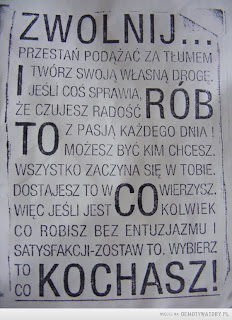 ZWOLNIJ...
PRZESTAŃ PODĄŻAĆ ZA TŁUMEM
I TWÓRZ SWOJĄ WŁASNĄ DROGĘ.
JEŚLI COŚ SPRAWIA,
ŻE CZUJESZ RADOŚĆ RÓB
TO Z PASJĄ KAŻDEGO DNIA !
MOŻESZ BYĆ KIM CHCESZ.
WSZYSTKO ZACZYNA SIĘ W TOBIE.
DOSTAJESZ TO W CO WIERZYSZ,
WIĘC JEŚLI JEST COKOLWIEK
CO ROBISZ BEZ ENTUZJAZMU I
SATYSFAKCJI-ZOSTAW TO. WYBIERZ
TO CO KOCHASZ!
DEMOTYWATORY.PL